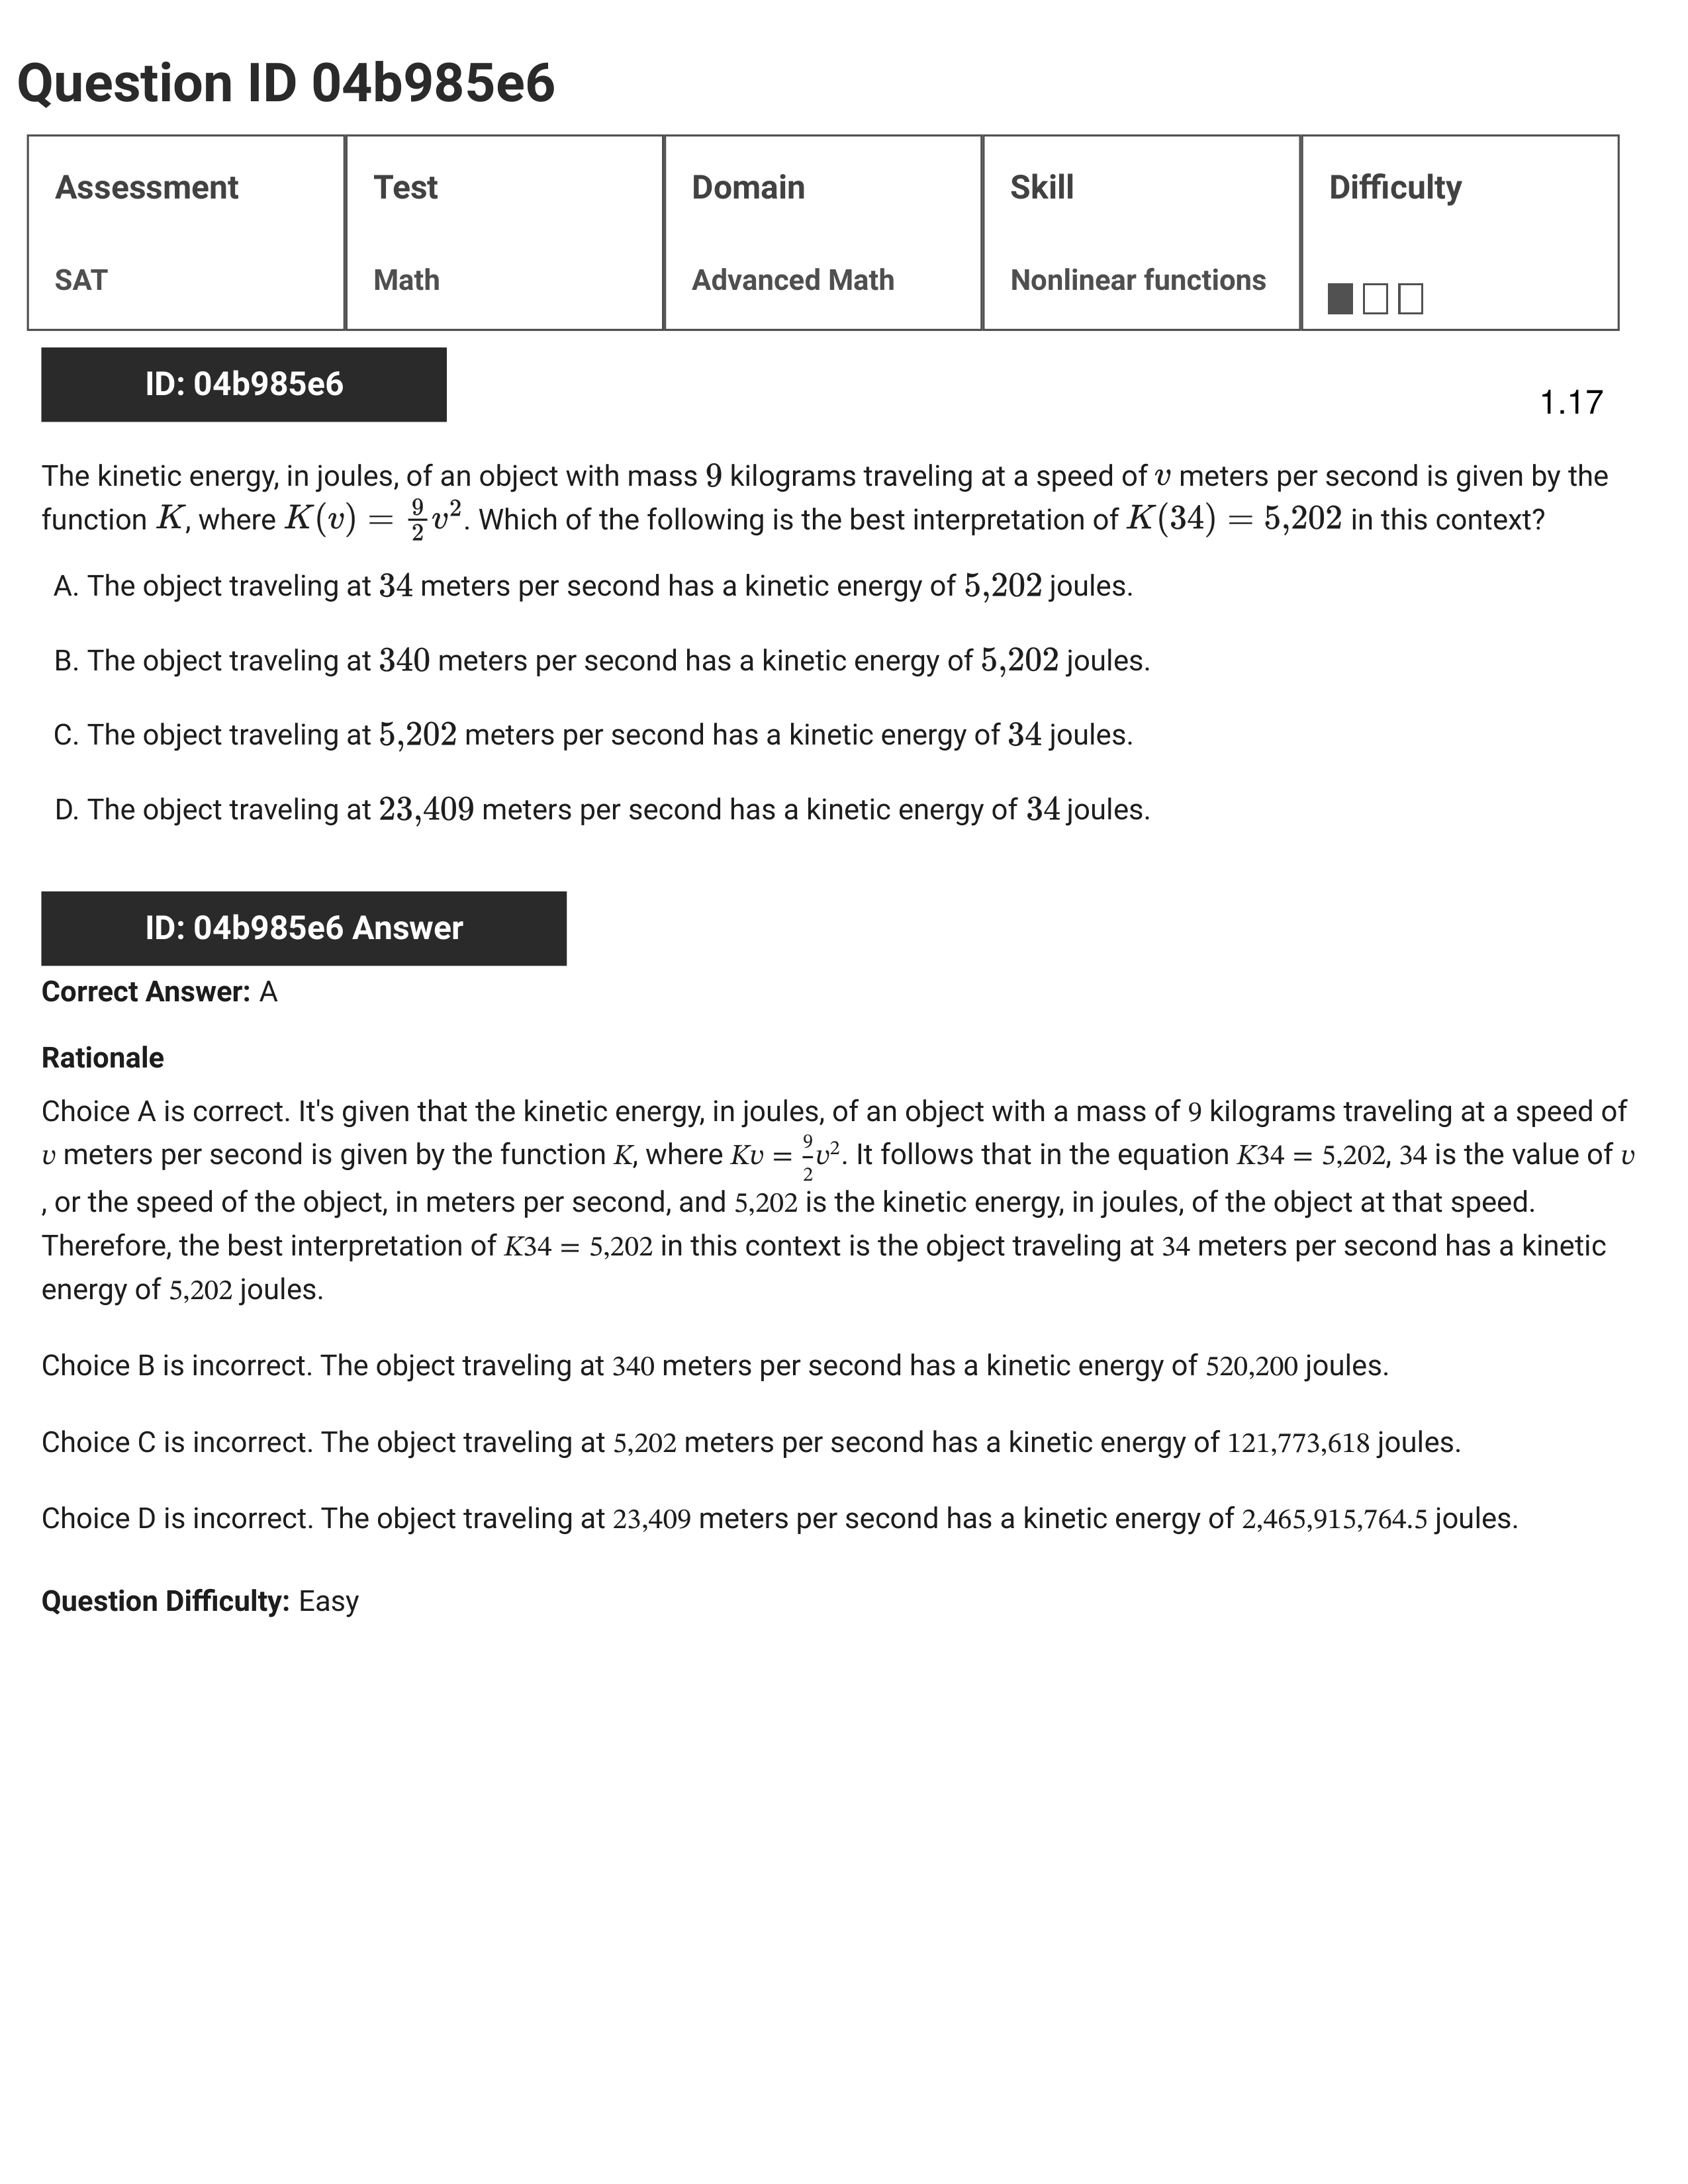 Question ID 04b985e6
Assessment Test Domain Skill Difficulty
SAT Math Advanced Math Nonlinear functions
ID: 04b985e6
1.17
The kinetic energy, in joules, of an object with mass 9 kilograms traveling at a speed of v meters per second is given by the
function K, where K(v) = 9/2 v². Which of the following is the best interpretation of K(34) = 5,202 in this context?
A. The object traveling at 34 meters per second has a kinetic energy of 5,202 joules.
B. The object traveling at 340 meters per second has a kinetic energy of 5,202 joules.
C. The object traveling at 5,202 meters per second has a kinetic energy of 34 joules.
D. The object traveling at 23,409 meters per second has a kinetic energy of 34 joules.
ID: 04b985e6 Answer
Correct Answer: A
Rationale
Choice A is correct. It's given that the kinetic energy, in joules, of an object with a mass of 9 kilograms traveling at a speed of
v meters per second is given by the function K, where Kv = 9/2 v². It follows that in the equation K34 = 5,202, 34 is the value of v
, or the speed of the object, in meters per second, and 5,202 is the kinetic energy, in joules, of the object at that speed.
Therefore, the best interpretation of K34 = 5,202 in this context is the object traveling at 34 meters per second has a kinetic
energy of 5,202 joules.
Choice B is incorrect. The object traveling at 340 meters per second has a kinetic energy of 520,200 joules.
Choice C is incorrect. The object traveling at 5,202 meters per second has a kinetic energy of 121,773,618 joules.
Choice D is incorrect. The object traveling at 23,409 meters per second has a kinetic energy of 2,465,915,764.5 joules.
Question Difficulty: Easy